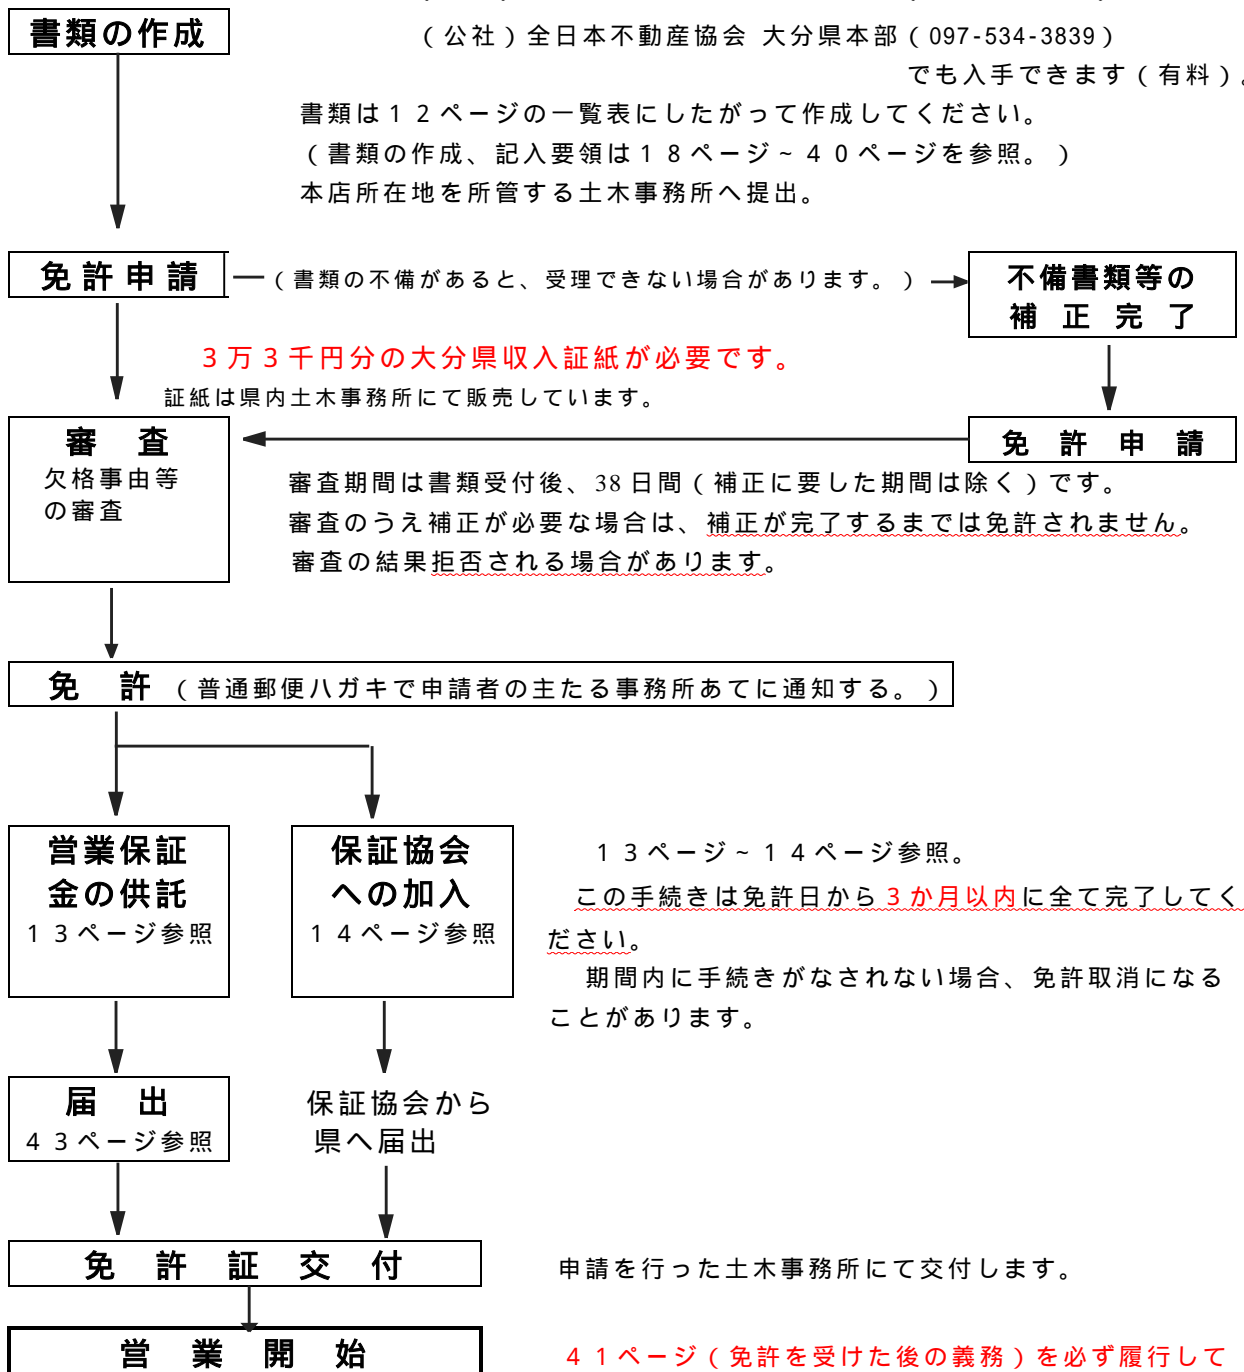 書類の作成
（公社）全日本不動産協会 大分県本部（097-534-3839）
でも入手できます（有料）。
書類は１２ページの一覧表にしたがって作成してください。
（書類の作成、記入要領は１８ページ~４０ページを参照。）
本店所在地を所管する土木事務所へ提出。
免許申請
（書類の不備があると、受理できない場合があります。）
不備書類等の
補正完了
３万３千円分の大分県収入証紙が必要です。
証紙は県内土木事務所にて販売しています。
審　査
欠格事由等
の審査
免許申請
審査期間は書類受付後、38日間（補正に要した期間は除く）です。
審査のうえ補正が必要な場合は、補正が完了するまでは免許されません。
審査の結果拒否される場合があります。
免　許（普通郵便ハガキで申請者の主たる事務所あてに通知する。）
営業保証
金の供託
１３ページ参照
保証協会
への加入
１４ページ参照
１３ページ~１４ページ参照。
この手続きは免許日から３か月以内に全て完了してく
ださい。
期間内に手続きがなされない場合、免許取消になる
ことがあります。
届　出
４３ページ参照
保証協会から
県へ届出
免許証交付
申請を行った土木事務所にて交付します。
営業開始
４１ページ（免許を受けた後の義務）を必ず履行して